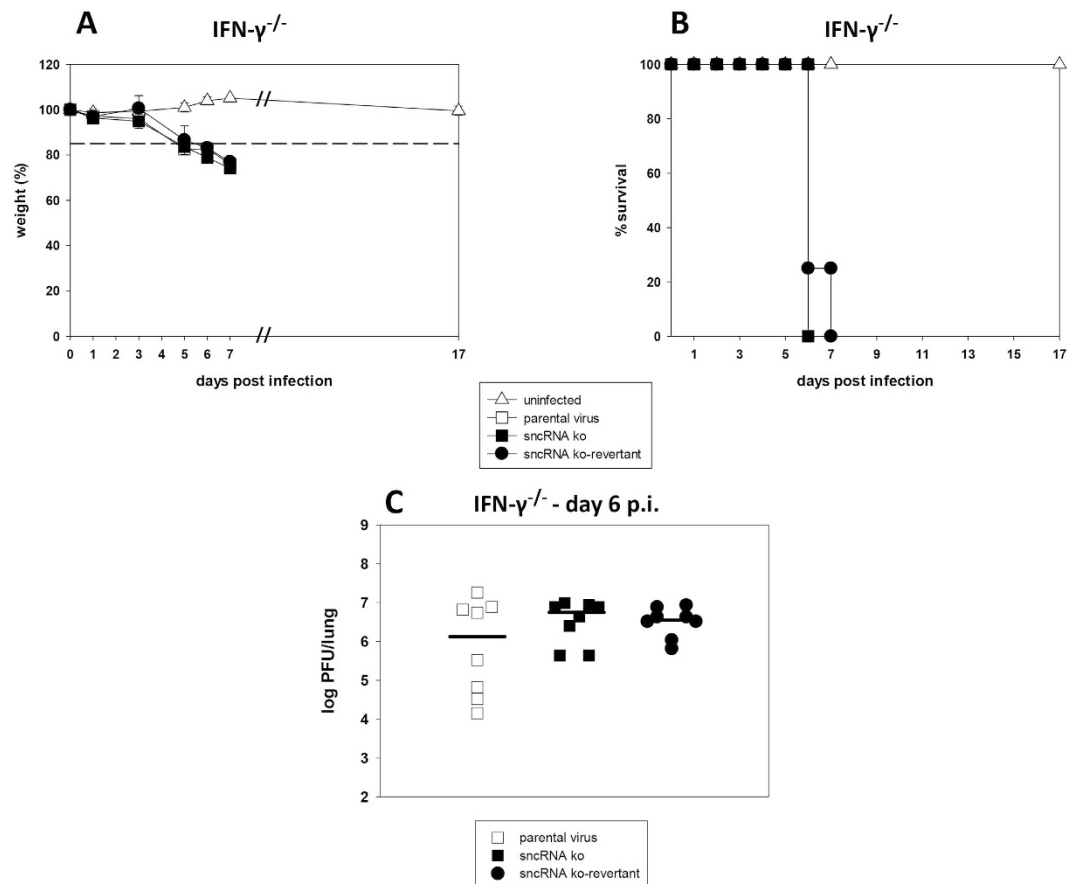 A
IFN-γ-/-
120
100
80
60
40
20
0
weight (%)
0 1 2 3 4 5 6 7 17
//
//
days post infection
B
IFN-γ-/-
100
80
60
40
20
0
% survival
1 3 5 7 9 11 13 15 17
days post infection
uninfected
parental virus
sncRNA ko
sncRNA ko-revertant
C
IFN-γ-/- - day 6 p.i.
9
8
7
6
5
4
3
2
log PFU/lung
parental virus
sncRNA ko
sncRNA ko-revertant